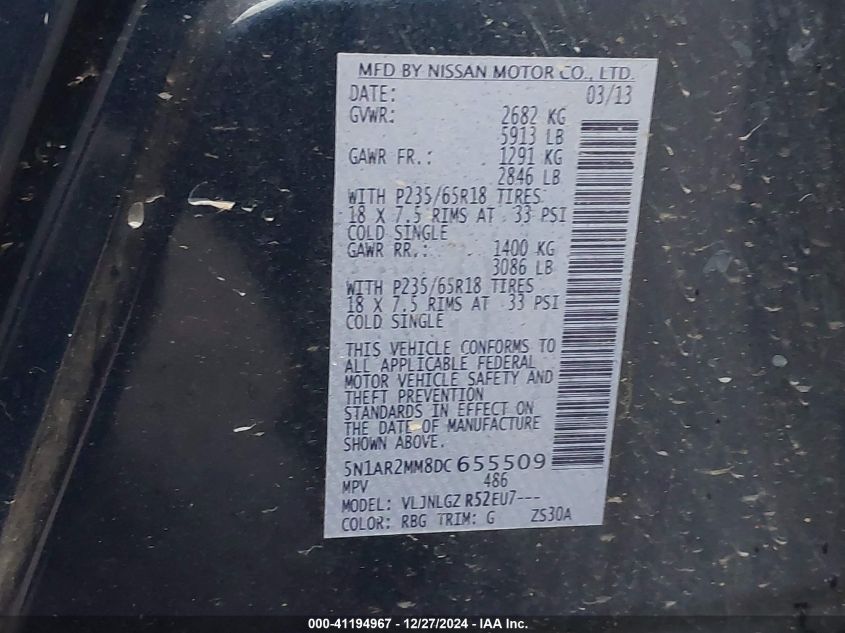 MFD BY NISSAN MOTOR CO., LTD.
DATE: 03/13
GVWR: 2682 KG
5913 LB
GAWR FR.: 1291 KG
2846 LB
WITH P235/65R18 TIRES
18 X 7.5 RIMS AT 33 PSI
COLD SINGLE
GAWR RR.: 1400 KG
3086 LB
WITH P235/65R18 TIRES
18 X 7.5 RIMS AT 33 PSI
COLD SINGLE
THIS VEHICLE CONFORMS TO
ALL APPLICABLE FEDERAL
MOTOR VEHICLE SAFETY AND
THEFT PREVENTION
STANDARDS IN EFFECT ON
THE DATE OF MANUFACTURE
SHOWN ABOVE.
5N1AR2MM8DC 655509
MPV 486
MODEL: VLJNLGZ R52EU7---
COLOR: RBG TRIM: G ZS30A
000-41194967 - 12/27/2024 - IAA Inc.